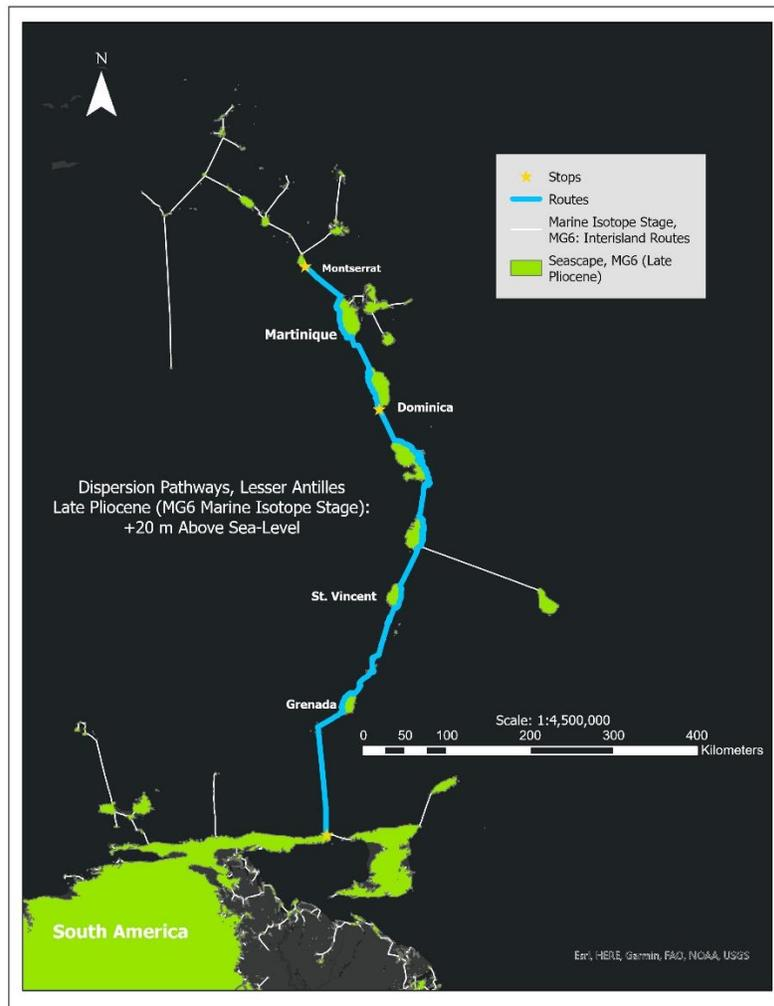 N
Stops
Routes
Marine Isotope Stage,
MG6: Interisland Routes
Seascape, MG6 (Late
Pliocene)
Montserrat
Martinique
Dominica
Dispersion Pathways, Lesser Antilles
Late Pliocene (MG6 Marine Isotope Stage):
+20 m Above Sea-Level
St. Vincent
Grenada
Scale: 1:4,500,000
0 50 100 200 300 400
Kilometers
South America
Esri, HERE, Garmin, FAO, NOAA, USGS